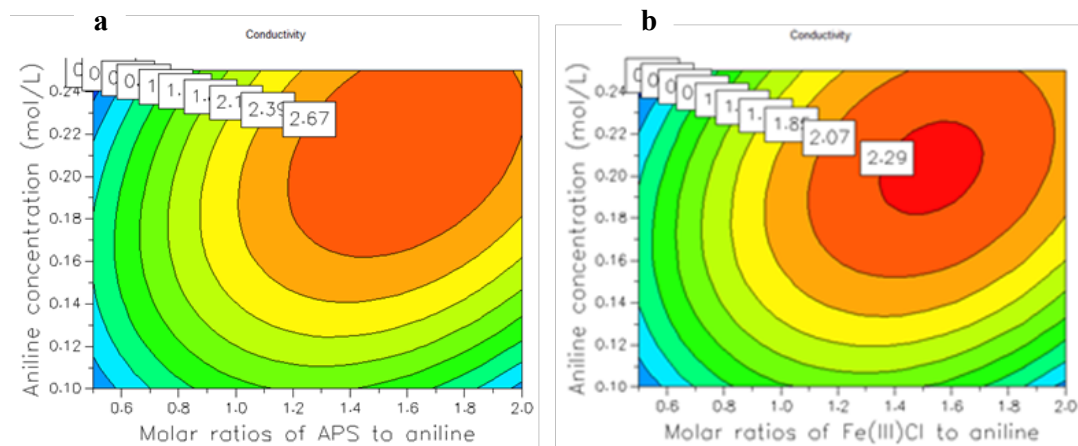 a
Conductivity
2.39
2.67
0.24
0.22
0.20
0.18
0.16
0.14
0.12
0.10
Aniline concentration (mol/L)
0.6 0.8 1.0 1.2 1.4 1.6 1.8 2.0
Molar ratios of APS to aniline
b
Conductivity
1.85
2.07
2.29
0.24
0.22
0.20
0.18
0.16
0.14
0.12
0.10
Aniline concentration (mol/L)
0.6 0.8 1.0 1.2 1.4 1.6 1.8 2.0
Molar ratios of Fe(III)Cl to aniline